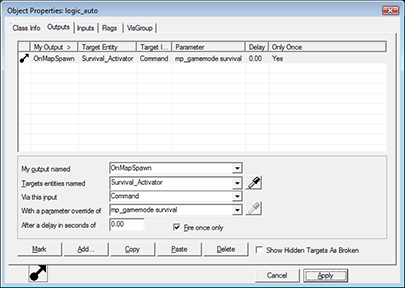 Object Properties: logic_auto
Class Info Outputs Inputs Flags VisGroup
My Output > Target Entity Target I... Parameter Delay Only Once
OnMapSpawn Survival_Activator Command mp_gamemode survival 0.00 Yes
My output named OnMapSpawn
Targets entities named Survival_Activator
Via this input Command
With a parameter override of mp_gamemode survival
After a delay in seconds of 0.00 Fire once only
Mark Add... Copy Paste Delete Show Hidden Targets As Broken
Cancel Apply